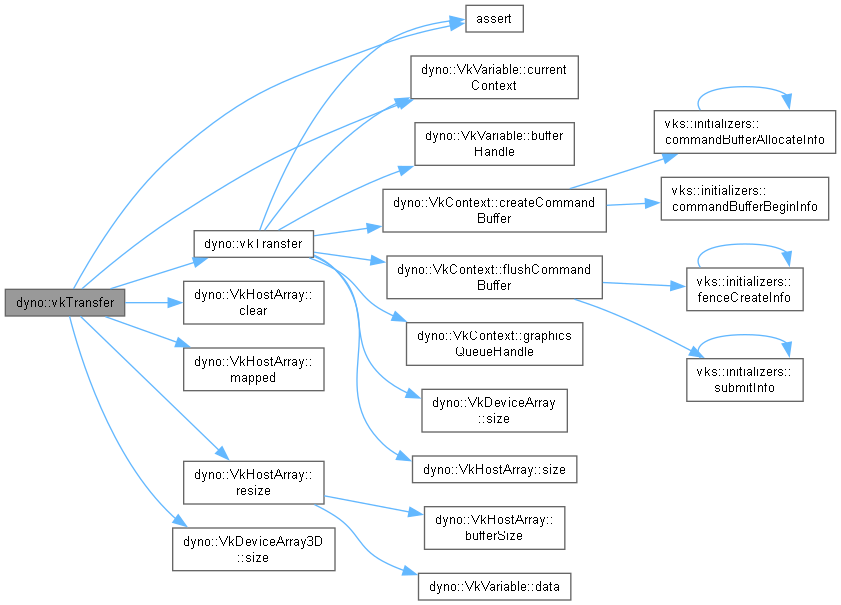 assert
dyno::VkVariable::current
Context
dyno::VkVariable::buffer
Handle
vks::initializers::
commandBufferAllocateInfo
dyno::VkContext::createCommand
Buffer
vks::initializers::
commandBufferBeginInfo
dyno::vkTransfer
dyno::VkContext::flushCommand
Buffer
vks::initializers::
fenceCreateInfo
dyno::vkTransfer
dyno::VkHostArray::
clear
dyno::VkContext::graphics
QueueHandle
dyno::VkHostArray::
mapped
vks::initializers::
submitInfo
dyno::VkDeviceArray
::size
dyno::VkHostArray::size
dyno::VkHostArray::
resize
dyno::VkHostArray::
bufferSize
dyno::VkDeviceArray3D
::size
dyno::VkVariable::data